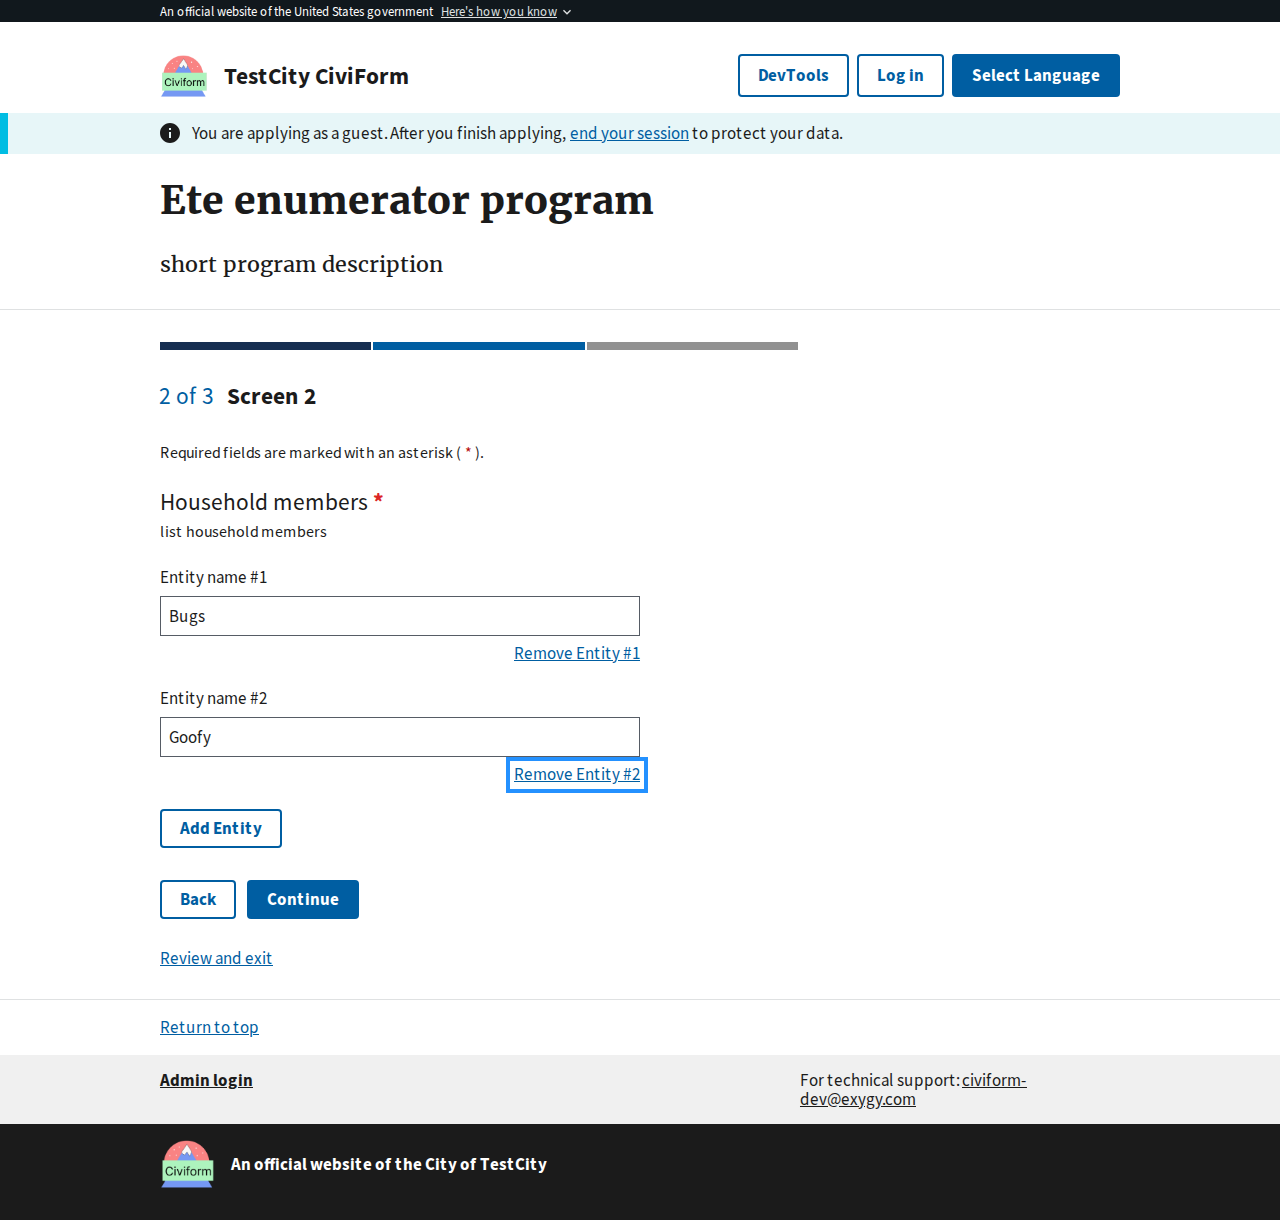 An official website of the United States government Here's how you know
Civiform
TestCity CiviForm
DevTools
Log in
Select Language
You are applying as a guest. After you finish applying, end your session to protect your data.
Ete enumerator program
short program description
2 of 3 Screen 2
Required fields are marked with an asterisk ( * ).
Household members *
list household members
Entity name #1
Bugs
Remove Entity #1
Entity name #2
Goofy
Remove Entity #2
Add Entity
Back
Continue
Review and exit
Return to top
Admin login
For technical support: civiform-
dev@exygy.com
Civiform
An official website of the City of TestCity